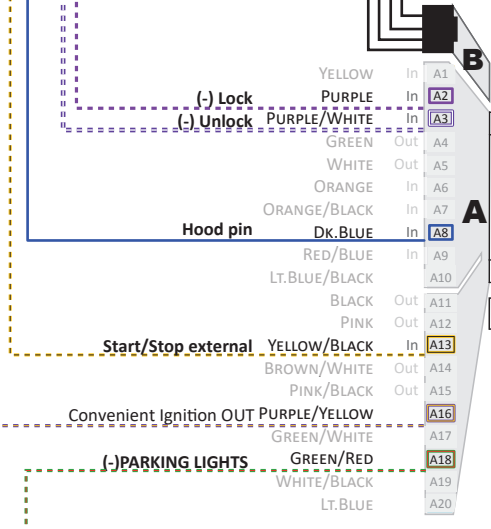 B
YELLOW In A1
(-) Lock PURPLE In A2
(-) Unlock PURPLE/WHITE In A3
GREEN Out A4
WHITE Out A5
ORANGE In A6
ORANGE/BLACK In A7
A
Hood pin DK.BLUE In A8
RED/BLUE In A9
LT.BLUE/BLACK A10
BLACK Out A11
PINK Out A12
Start/Stop external YELLOW/BLACK In A13
BROWN/WHITE Out A14
PINK/BLACK Out A15
Convenient Ignition OUT PURPLE/YELLOW A16
GREEN/WHITE A17
(-)PARKING LIGHTS GREEN/RED A18
WHITE/BLACK A19
LT.BLUE A20